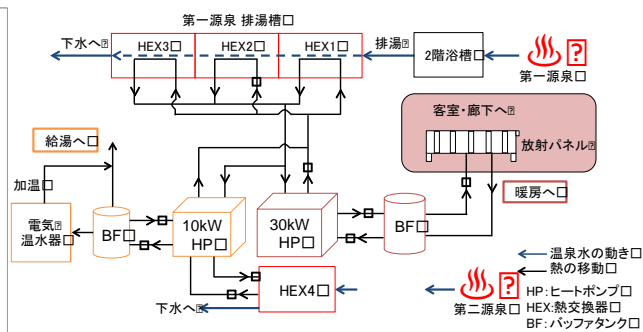 第一源泉 排湯槽
下水へ
HEX3
HEX2
HEX1
排湯
2階浴槽
?
第一源泉
客室・廊下へ
放射パネル
給湯へ
加温
暖房へ
電気
温水器
BF
10kW
HP
30kW
HP
BF
HEX4
下水へ
?
第二源泉
温泉水の動き
熱の移動
HP:ヒートポンプ
HEX:熱交換器
BF:バッファタンク